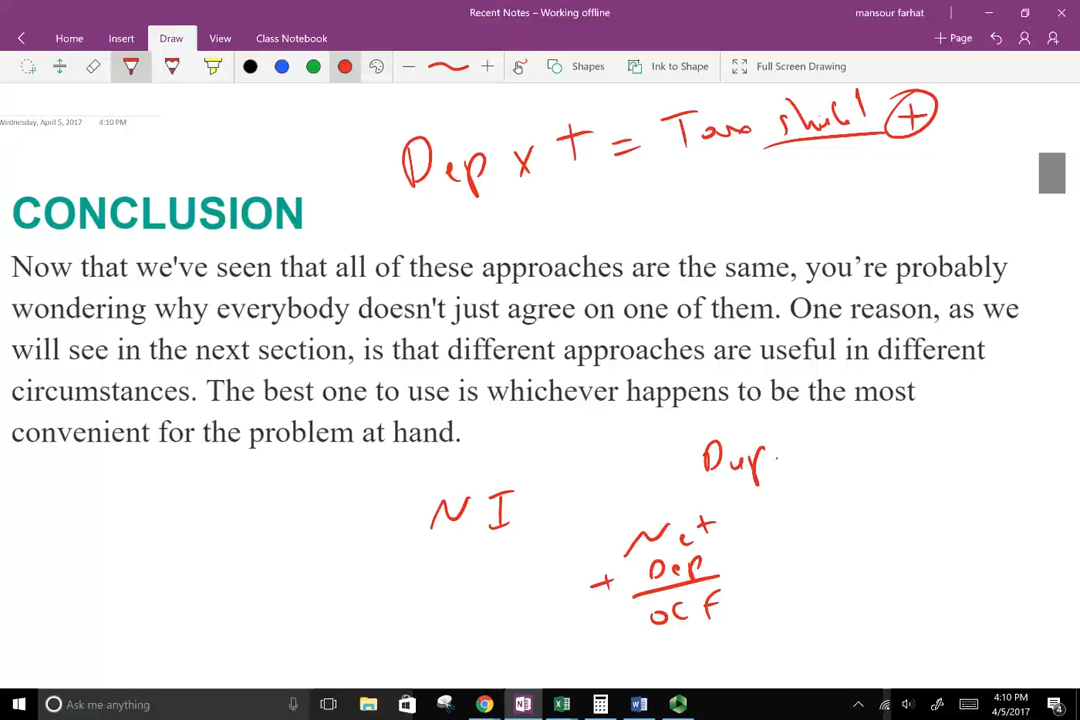 Recent Notes – Working offline
mansour farhat
Home Insert Draw View Class Notebook
Page
Shapes Ink to Shape Full Screen Drawing
Wednesday, April 5, 2017 4:10 PM
Dep x T = Tax shield +
CONCLUSION
Now that we've seen that all of these approaches are the same, you're probably
wondering why everybody doesn't just agree on one of them. One reason, as we
will see in the next section, is that different approaches are useful in different
circumstances. The best one to use is whichever happens to be the most
convenient for the problem at hand.
Dup
NI
Net
+ Dep
OCF
Ask me anything
4:10 PM
4/5/2017
4